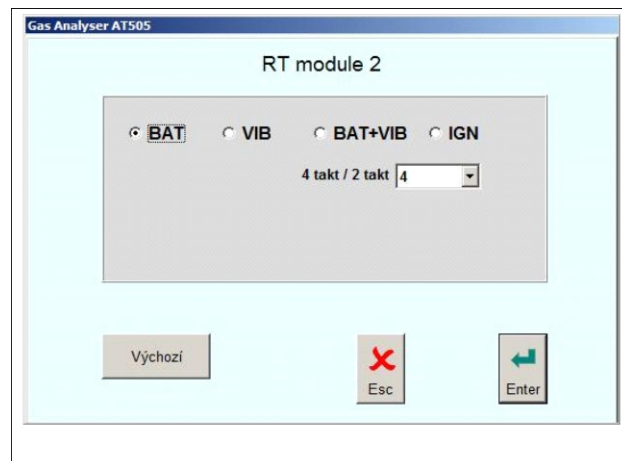 Gas Analyser AT505
RT module 2
BAT VIB BAT+VIB IGN
4 takt / 2 takt 4
Výchozí
Esc
Enter